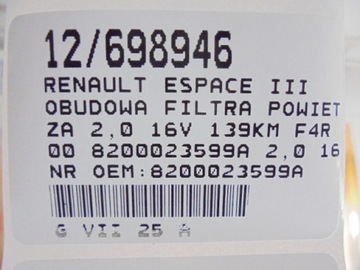 12/698946
RENAULT ESPACE III
OBUDOWA FILTRA POWIET
ZA 2,0 16V 139KM F4R
00 8200023599A 2,0 16
NR OEM:8200023599A
G VII 25 A